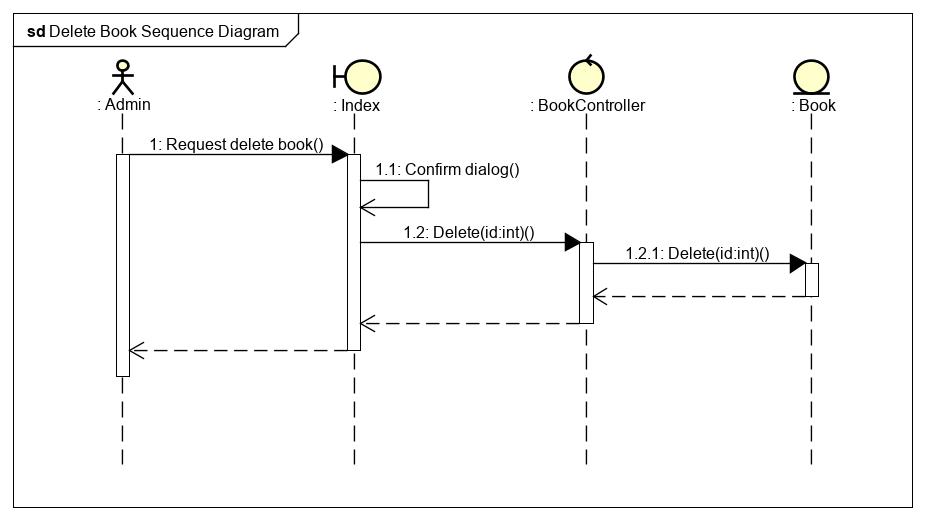 sd Delete Book Sequence Diagram
: Admin
: Index
: BookController
: Book
1: Request delete book()
1.1: Confirm dialog()
1.2: Delete(id:int)()
1.2.1: Delete(id:int)()